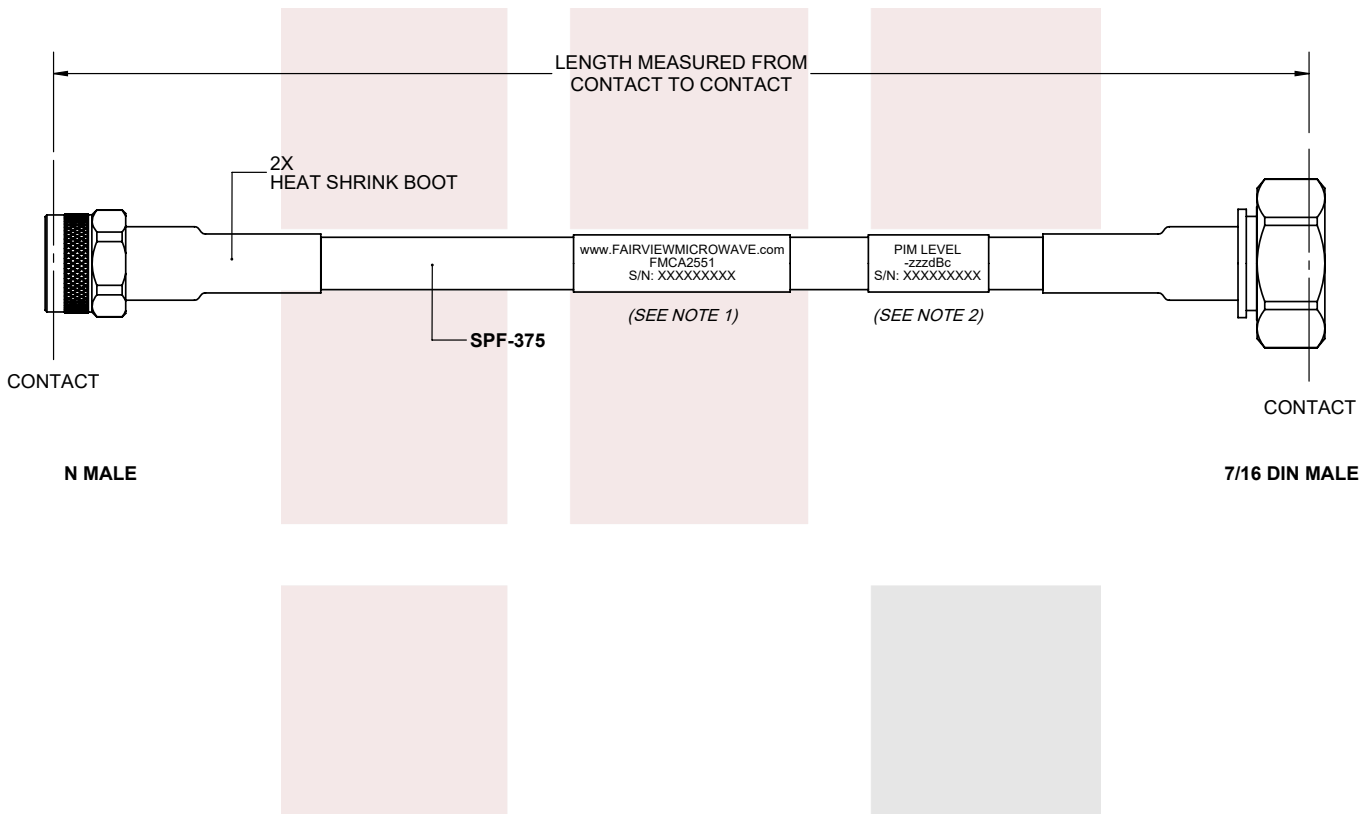 LENGTH MEASURED FROM
CONTACT TO CONTACT
2X
HEAT SHRINK BOOT
www.FAIRVIEWMICROWAVE.com
FMCA2551
S/N: XXXXXXXXX
PIM LEVEL
-zzzdBc
S/N: XXXXXXXXX
(SEE NOTE 1)
(SEE NOTE 2)
SPF-375
CONTACT
CONTACT
N MALE
7/16 DIN MALE